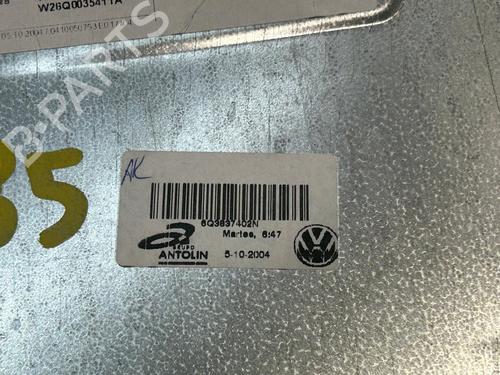 W26Q0035411A
B-PARTS
35
AK
6Q3837402N
Martes, 6:47
GRUPO
ANTOLIN
5-10-2004